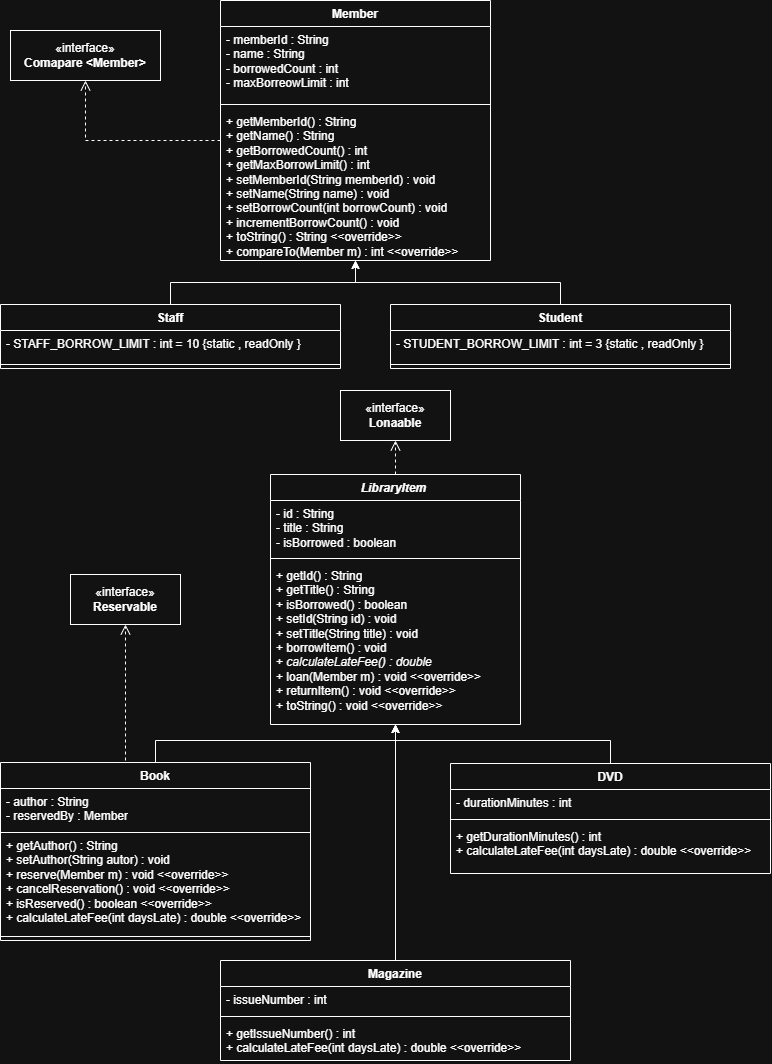 Member
- memberId : String
- name : String
- borrowedCount : int
- maxBorreowLimit : int
«interface»
Comapare <Member>
+ getMemberId() : String
+ getName() : String
+ getBorrowedCount() : int
+ getMaxBorrowLimit() : int
+ setMemberId(String memberId) : void
+ setName(String name) : void
+ setBorrowCount(int borrowCount) : void
+ incrementBorrowCount() : void
+ toString() : String <<override>>
+ compareTo(Member m) : int <<override>>
Staff
- STAFF_BORROW_LIMIT : int = 10 {static , readOnly }
Student
- STUDENT_BORROW_LIMIT : int = 3 {static , readOnly }
«interface»
Lonaable
LibraryItem
- id : String
- title : String
- isBorrowed : boolean
+ getId() : String
+ getTitle() : String
+ isBorrowed() : boolean
+ setId(String id) : void
+ setTitle(String title) : void
+ borrowItem() : void
+ calculateLateFee() : double
+ loan(Member m) : void <<override>>
+ returnItem() : void <<override>>
+ toString() : void <<override>>
«interface»
Reservable
Book
- author : String
- reservedBy : Member
+ getAuthor() : String
+ setAuthor(String autor) : void
+ reserve(Member m) : void <<override>>
+ cancelReservation() : void <<override>>
+ isReserved() : boolean <<override>>
+ calculateLateFee(int daysLate) : double <<override>>
DVD
- durationMinutes : int
+ getDurationMinutes() : int
+ calculateLateFee(int daysLate) : double <<override>>
Magazine
- issueNumber : int
+ getIssueNumber() : int
+ calculateLateFee(int daysLate) : double <<override>>